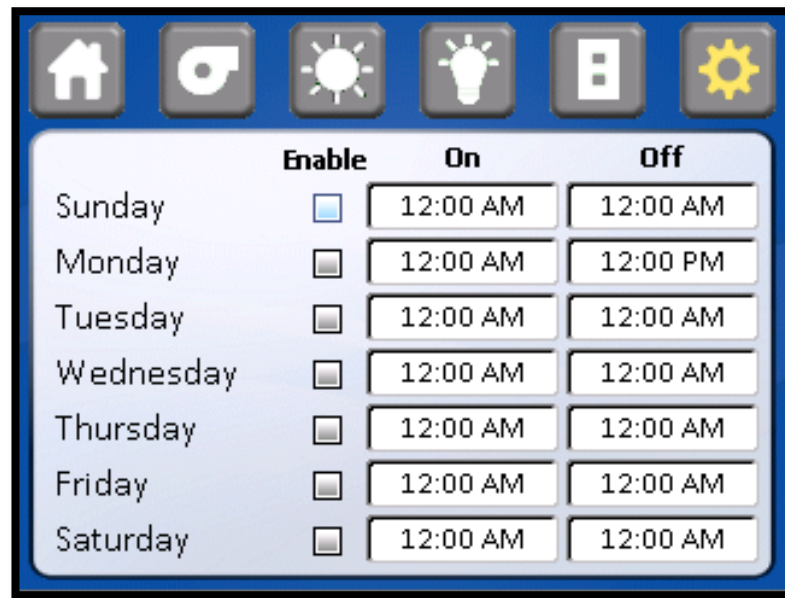 Enable On Off
Sunday 12:00 AM 12:00 AM
Monday 12:00 AM 12:00 PM
Tuesday 12:00 AM 12:00 AM
Wednesday 12:00 AM 12:00 AM
Thursday 12:00 AM 12:00 AM
Friday 12:00 AM 12:00 AM
Saturday 12:00 AM 12:00 AM